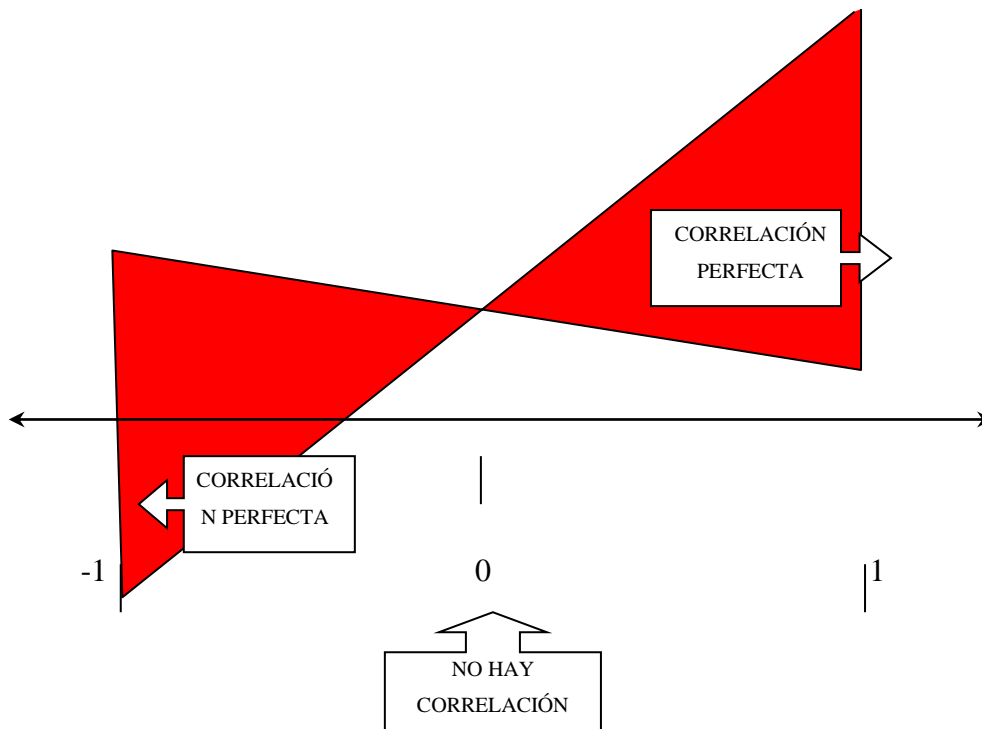 CORRELACIÓN
PERFECTA
CORRELACIÓ
N PERFECTA
-1
0
1
NO HAY
CORRELACIÓN